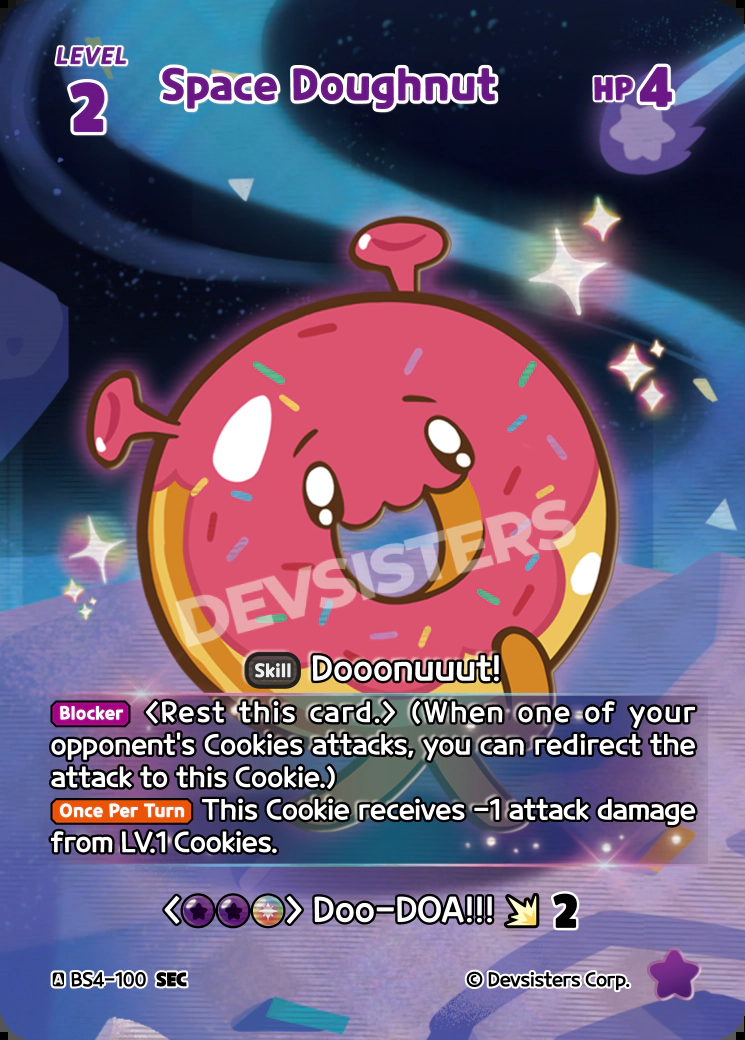 LEVEL
2
Space Doughnut
HP 4
DEVSISTERS
Skill Dooonuuut!
Blocker <Rest this card.> (When one of your
opponent's Cookies attacks, you can redirect the
attack to this Cookie.)
Once Per Turn This Cookie receives -1 attack damage
from LV.1 Cookies.
< > Doo-DOA!!! 2
A BS4-100 SEC
© Devsisters Corp.